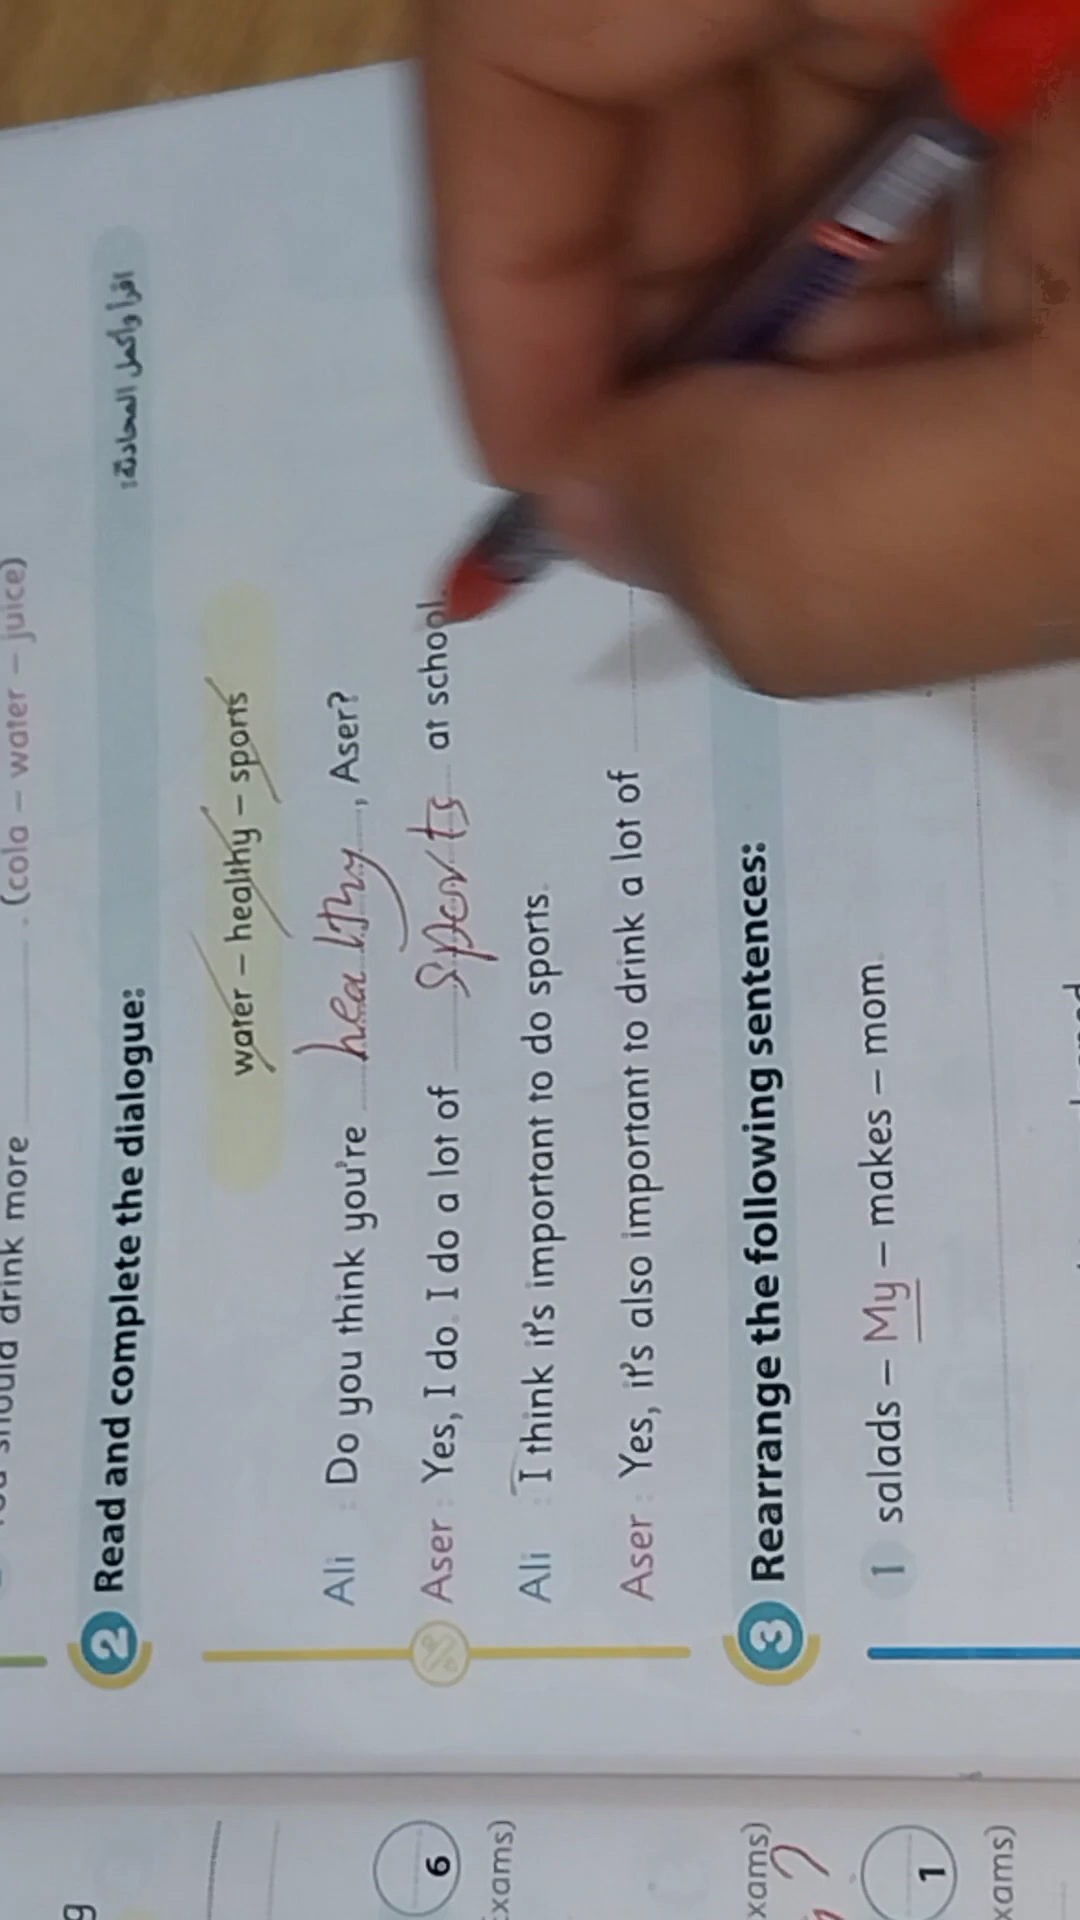 drink more . (cola – water – juice)
2 Read and complete the dialogue: اقرأ وأكمل المحادثة:
water – healthy – sports
Ali : Do you think you're healthy, Aser?
Aser : Yes, I do. I do a lot of sports at school.
Ali : I think it's important to do sports.
Aser : Yes, it's also important to drink a lot of
3 Rearrange the following sentences:
1 salads – My – makes – mom
6
xams)
xams)
1
xams)